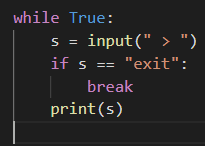 while True:
    s = input(" > ")
    if s == "exit":
        break
    print(s)